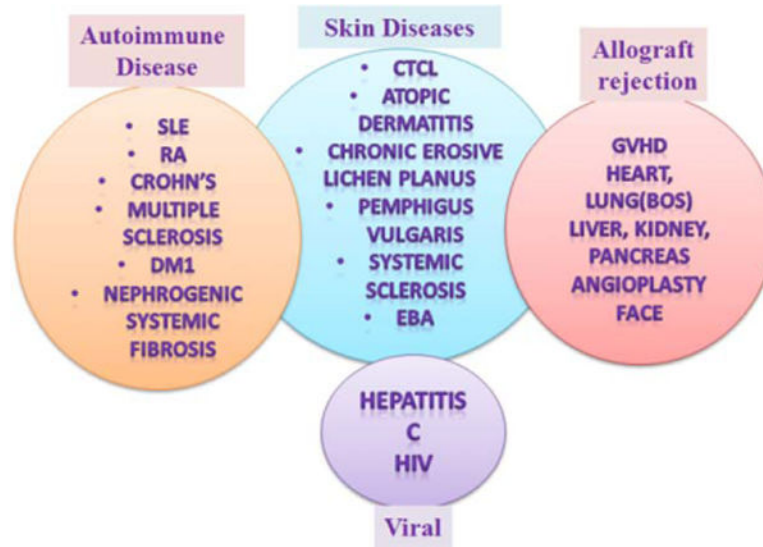 Autoimmune
Disease
• SLE
• RA
• CROHN'S
• MULTIPLE
SCLEROSIS
• DM1
• NEPHROGENIC
SYSTEMIC
FIBROSIS
Skin Diseases
• CTCL
• ATOPIC
DERMATITIS
• CHRONIC EROSIVE
LICHEN PLANUS
• PEMPHIGUS
VULGARIS
• SYSTEMIC
SCLEROSIS
• EBA
Allograft
rejection
GVHD
HEART,
LUNG(BOS)
LIVER, KIDNEY,
PANCREAS
ANGIOPLASTY
FACE
HEPATITIS
C
HIV
Viral